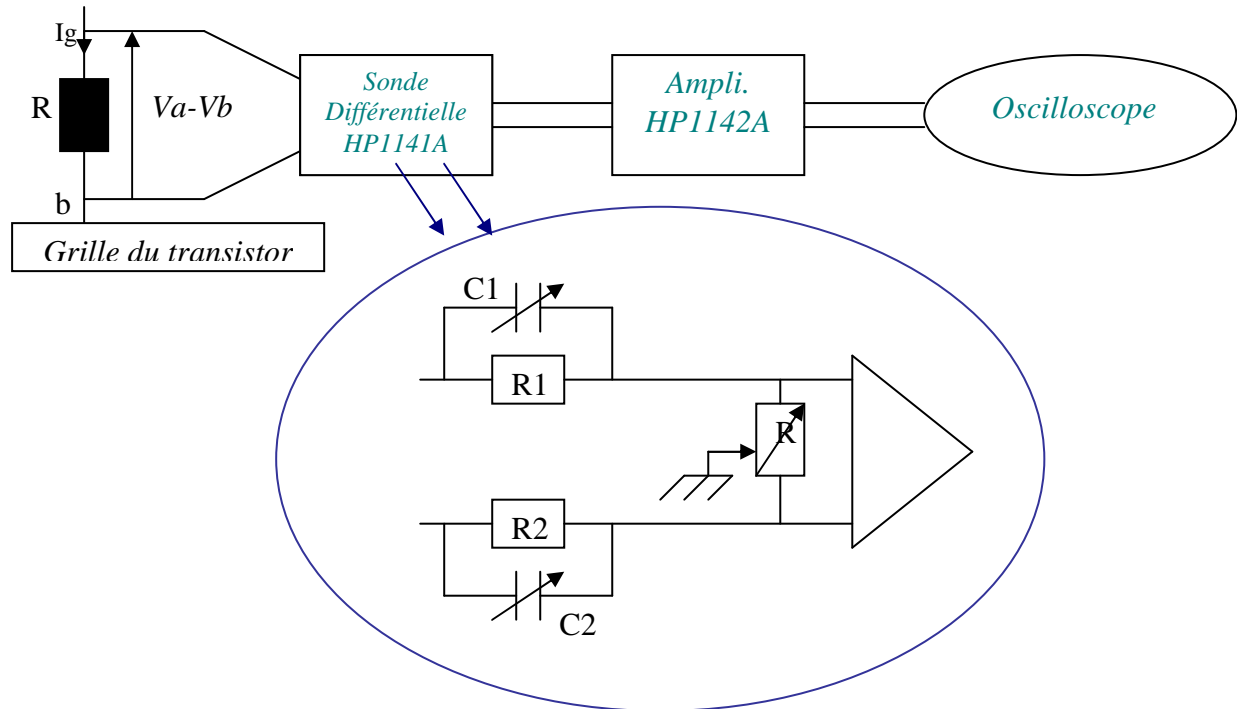 Ig
R
Va-Vb
b
Grille du transistor
Sonde
Différentielle
HP1141A
Ampli.
HP1142A
Oscilloscope
C1
R1
R
R2
C2